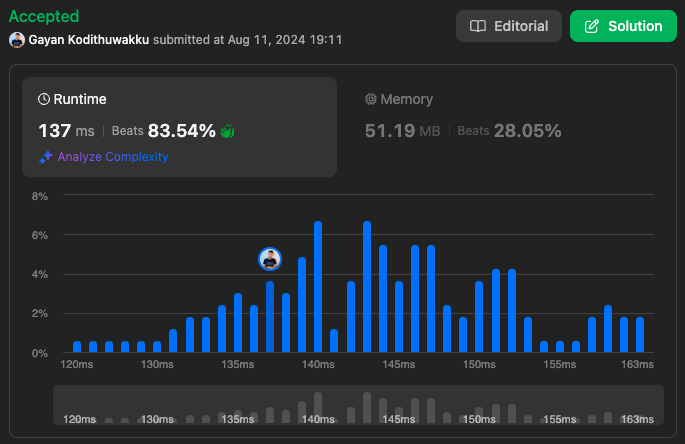 Accepted
Gayan Kodithuwakku submitted at Aug 11, 2024 19:11
Editorial
Solution
Runtime
137 ms | Beats 83.54%
Analyze Complexity
Memory
51.19 MB | Beats 28.05%
8%
6%
4%
2%
0%
120ms 130ms 135ms 140ms 145ms 150ms 155ms 163ms
120ms 130ms 135ms 140ms 145ms 150ms 155ms 163ms